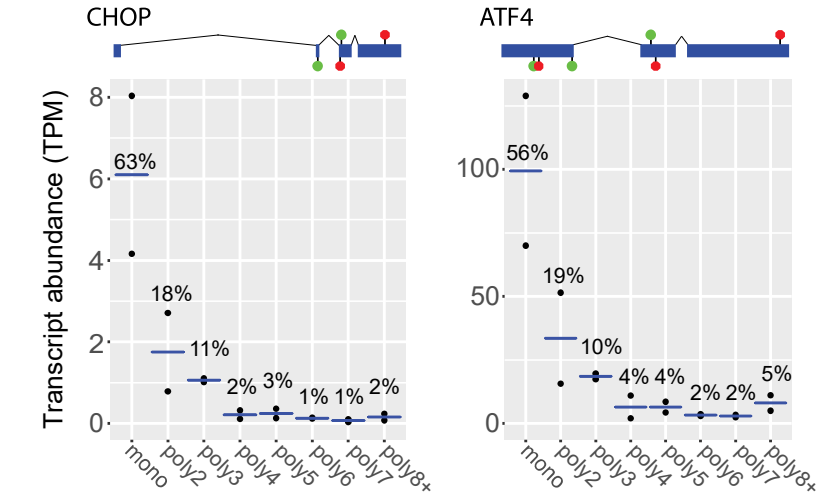 CHOP
ATF4
Transcript abundance (TPM)
8
6
4
2
0
63%
18%
11%
2%
3%
1%
1%
2%
mono
poly2
poly3
poly4
poly5
poly6
poly7
poly8+
100
50
0
56%
19%
10%
4%
4%
2%
2%
5%
mono
poly2
poly3
poly4
poly5
poly6
poly7
poly8+